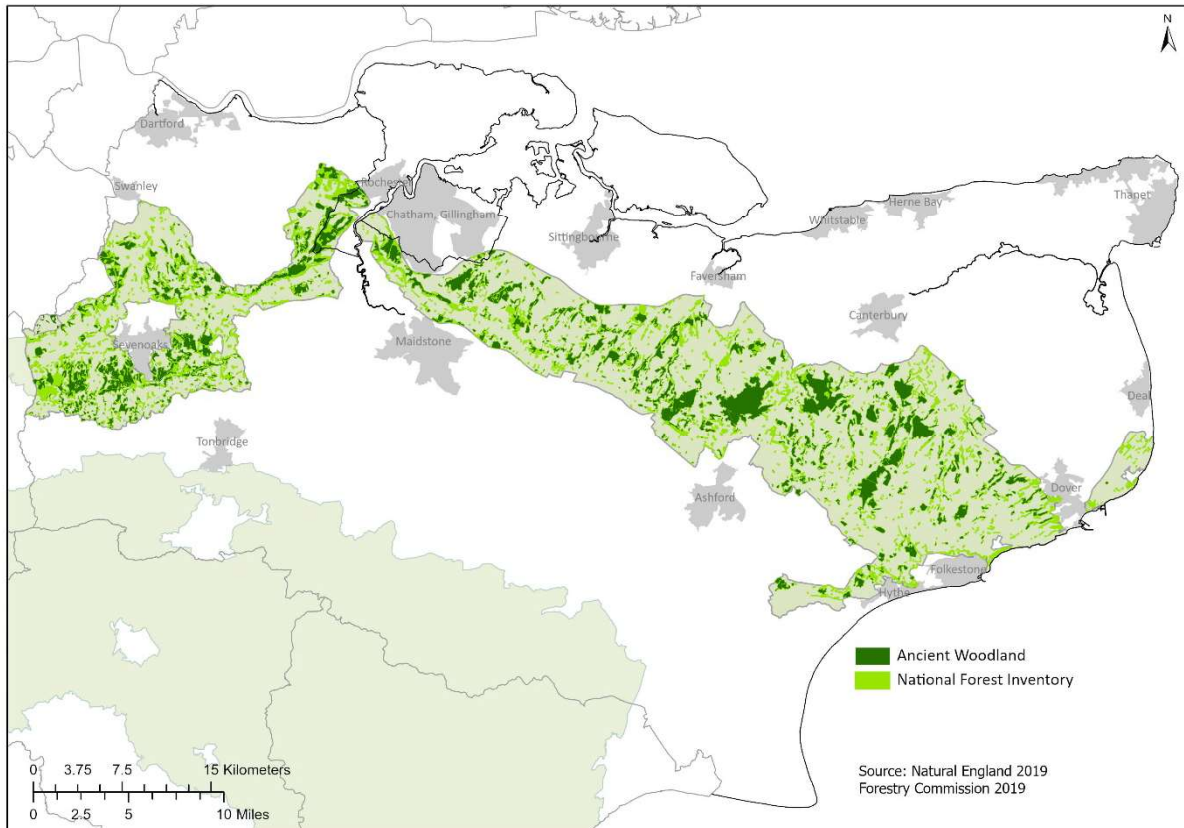 N
Dartford
Swanley
Roches
Chatham, Gillingham
Sittingbourne
Whitstable
Herne Bay
Thanet
Faversham
Canterbury
Sevenoaks
Maidstone
Deal
Tonbridge
Ashford
Dover
Folkestone
Hythe
Ancient Woodland
National Forest Inventory
0 3.75 7.5 15 Kilometers
0 2.5 5 10 Miles
Source: Natural England 2019
Forestry Commission 2019